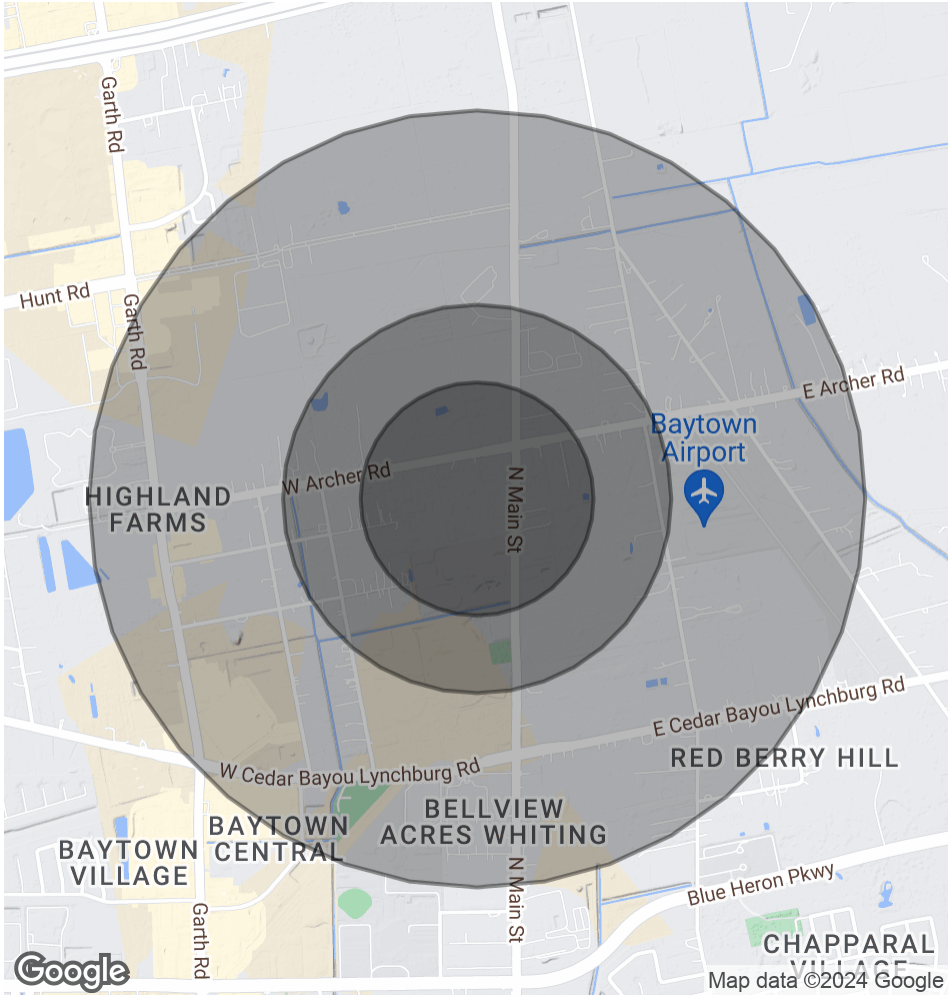 Garth Rd
Hunt Rd
Garth Rd
E Archer Rd
Baytown
Airport
W Archer Rd
N Main St
HIGHLAND
FARMS
E Cedar Bayou Lynchburg Rd
RED BERRY HILL
W Cedar Bayou Lynchburg Rd
BELLVIEW
ACRES WHITING
BAYTOWN
CENTRAL
BAYTOWN
VILLAGE
N Main St
Blue Heron Pkwy
Garth Rd
CHAPPARAL
VILLAGE
Google
Map data ©2024 Google